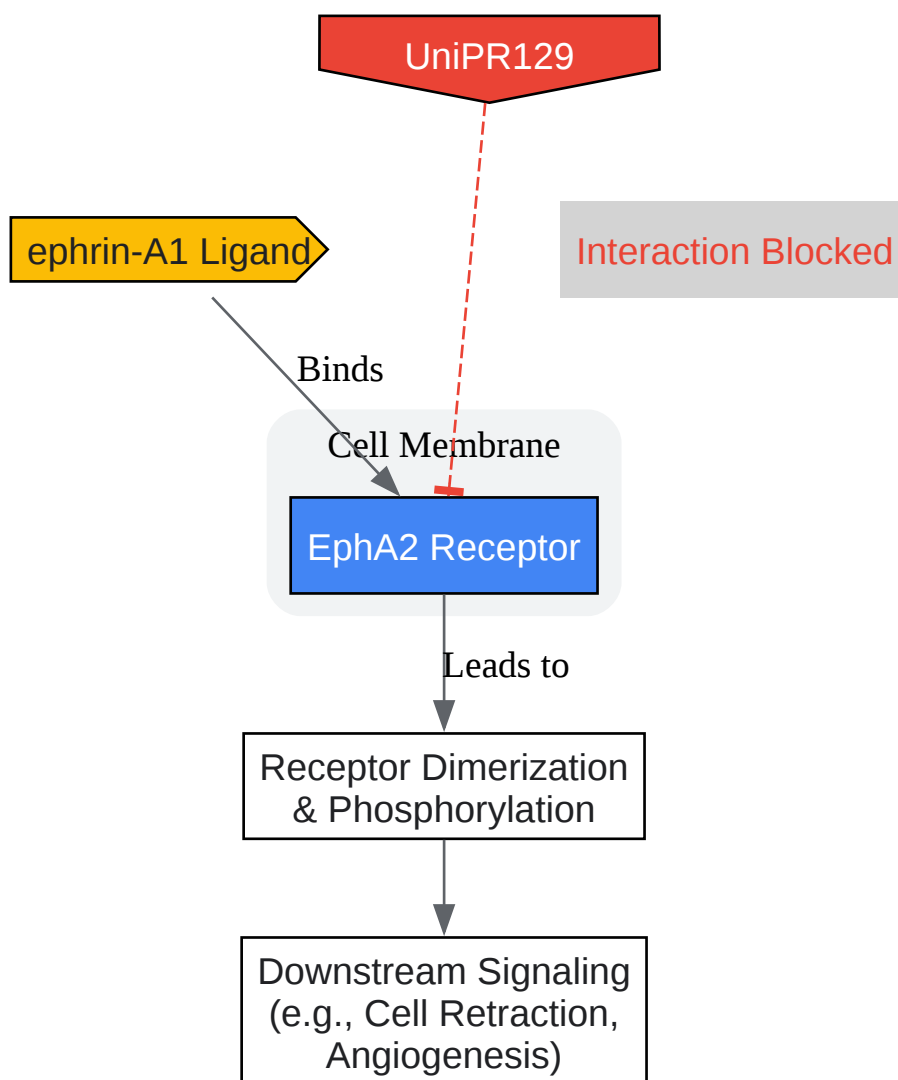 UniPR129
ephrin-A1 Ligand
Interaction Blocked
Binds
Cell Membrane
EphA2 Receptor
Leads to
Receptor Dimerization
& Phosphorylation
Downstream Signaling
(e.g., Cell Retraction,
Angiogenesis)